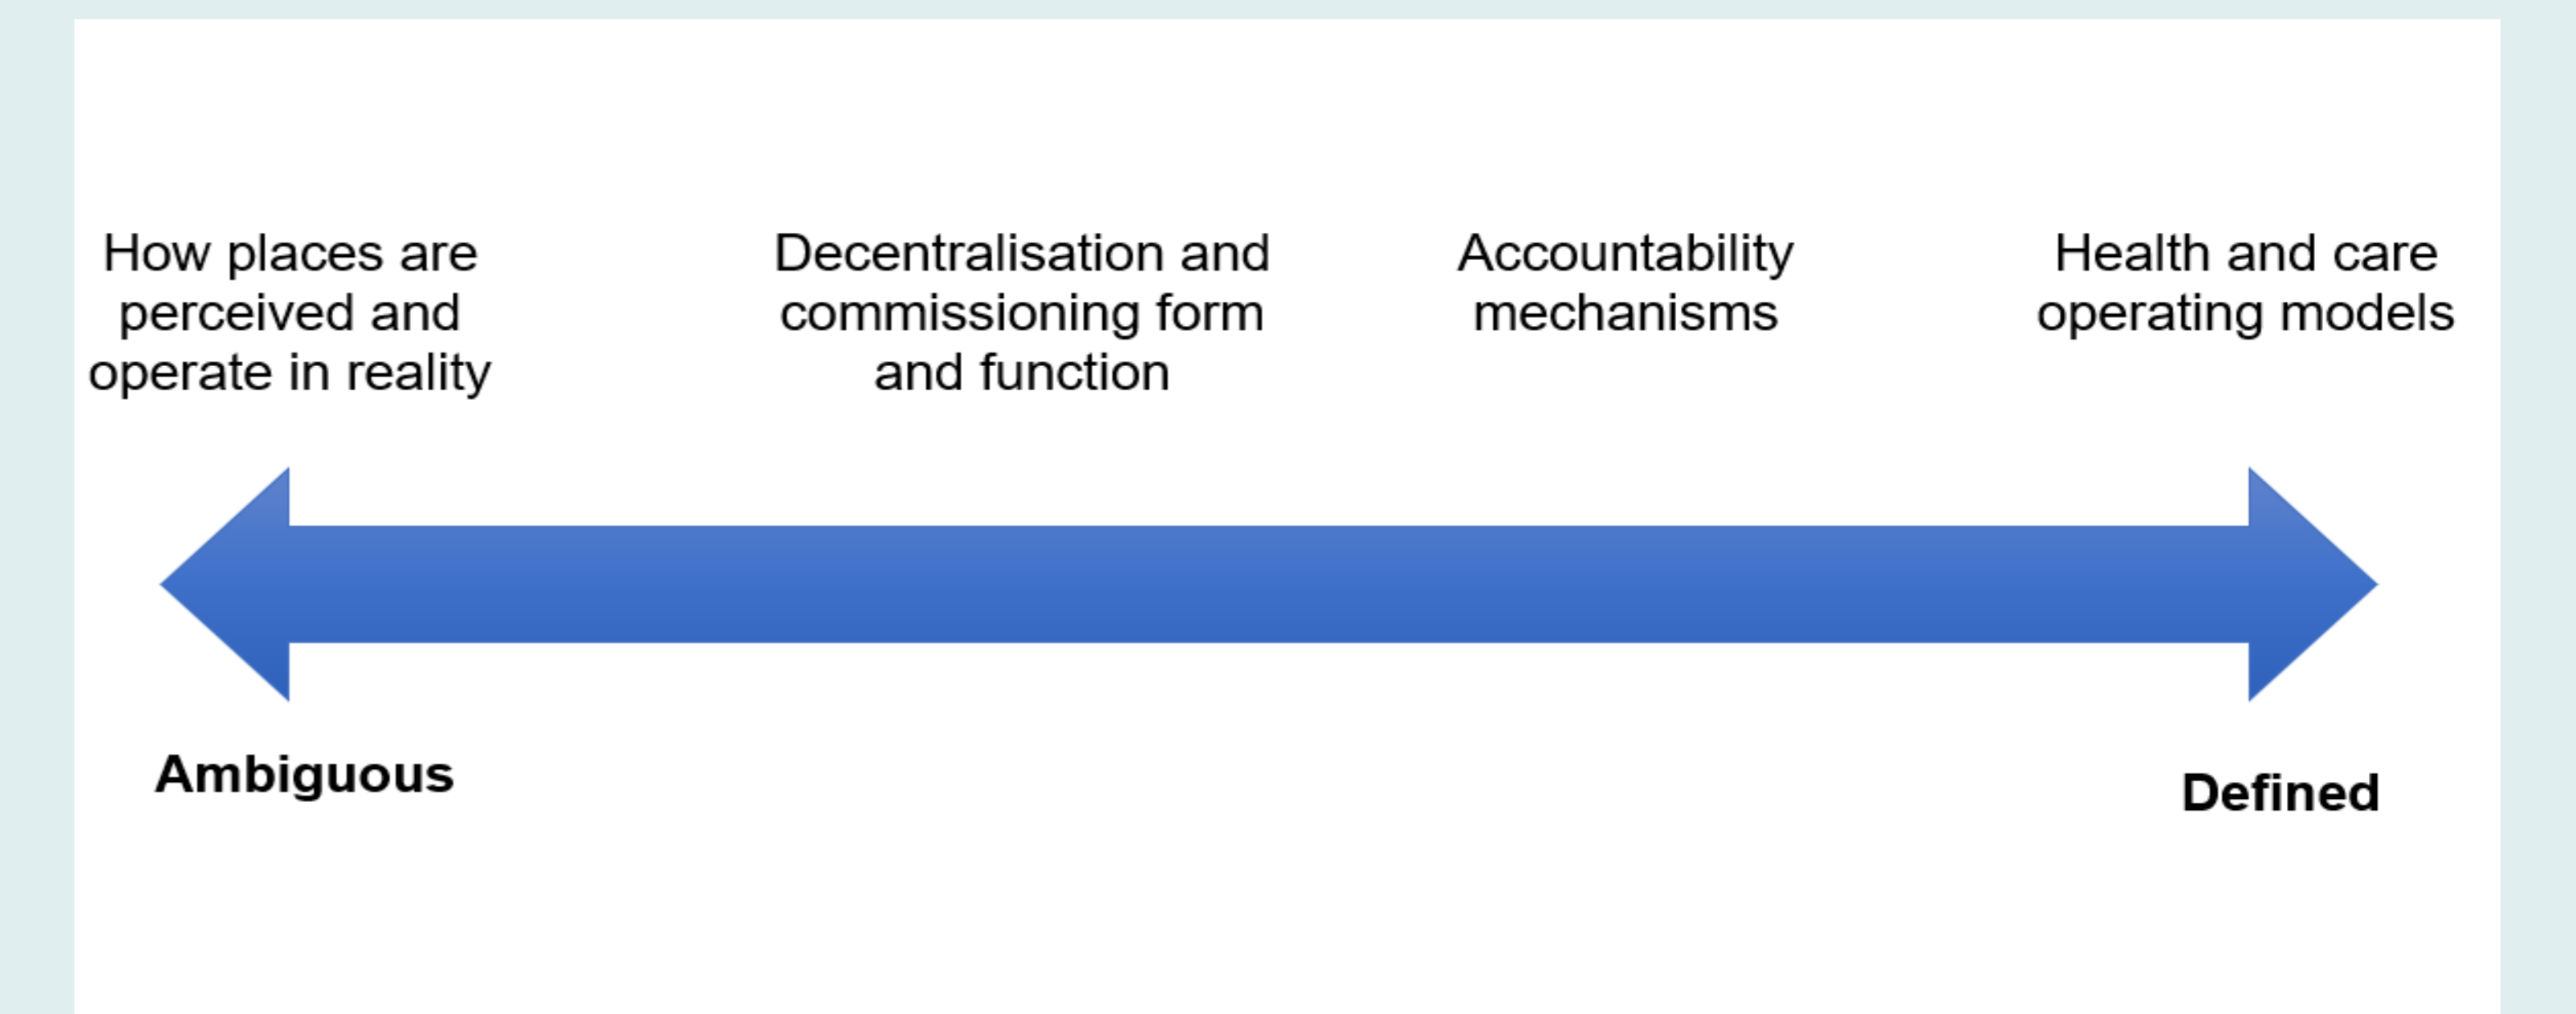 How places are
perceived and
operate in reality
Decentralisation and
commissioning form
and function
Accountability
mechanisms
Health and care
operating models
Ambiguous
Defined